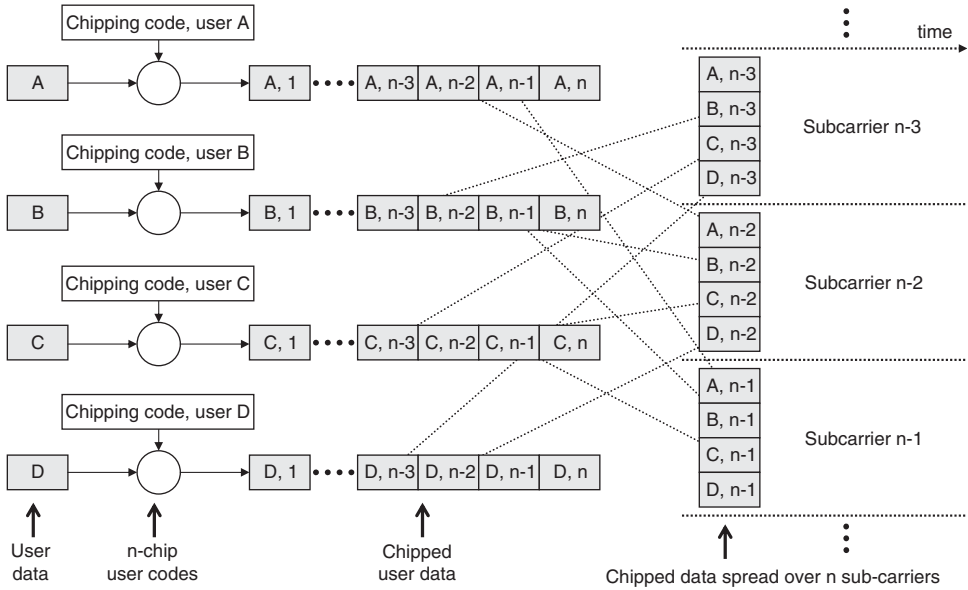 Chipping code, user A
time
A
A, 1
A, n-3
A, n-2
A, n-1
A, n
Chipping code, user B
B
B, 1
B, n-3
B, n-2
B, n-1
B, n
Chipping code, user C
C
C, 1
C, n-3
C, n-2
C, n-1
C, n
Chipping code, user D
D
D, 1
D, n-3
D, n-2
D, n-1
D, n
A, n-3
B, n-3
C, n-3
D, n-3
Subcarrier n-3
A, n-2
B, n-2
C, n-2
D, n-2
Subcarrier n-2
A, n-1
B, n-1
C, n-1
D, n-1
Subcarrier n-1
User
data
n-chip
user codes
Chipped
user data
Chipped data spread over n sub-carriers